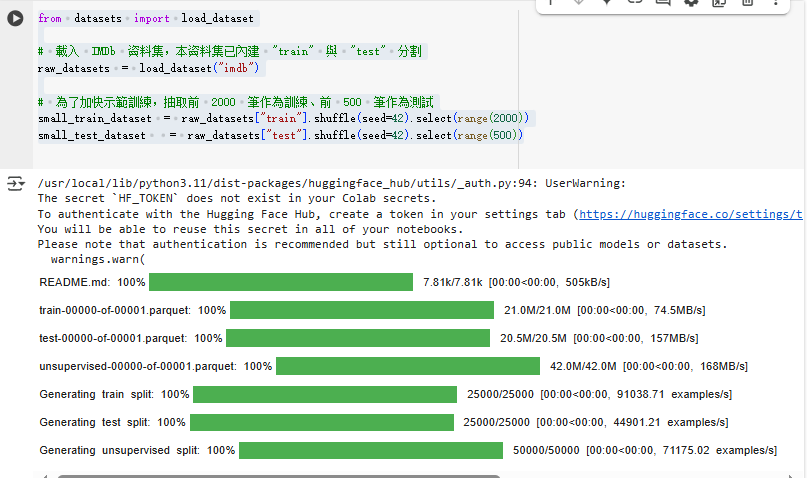 from datasets import load_dataset
# 載入 IMDb 資料集，本資料集已內建 "train" 與 "test" 分割
raw_datasets = load_dataset("imdb")
# 為了加快示範訓練，抽取前 2000 筆作為訓練、前 500 筆作為測試
small_train_dataset = raw_datasets["train"].shuffle(seed=42).select(range(2000))
small_test_dataset = raw_datasets["test"].shuffle(seed=42).select(range(500))
/usr/local/lib/python3.11/dist-packages/huggingface_hub/utils/_auth.py:94: UserWarning:
The secret `HF_TOKEN` does not exist in your Colab secrets.
To authenticate with the Hugging Face Hub, create a token in your settings tab (https://huggingface.co/settings/t
You will be able to reuse this secret in all of your notebooks.
Please note that authentication is recommended but still optional to access public models or datasets.
warnings.warn(
README.md: 100% 7.81k/7.81k [00:00<00:00, 505kB/s]
train-00000-of-00001.parquet: 100% 21.0M/21.0M [00:00<00:00, 74.5MB/s]
test-00000-of-00001.parquet: 100% 20.5M/20.5M [00:00<00:00, 157MB/s]
unsupervised-00000-of-00001.parquet: 100% 42.0M/42.0M [00:00<00:00, 168MB/s]
Generating train split: 100% 25000/25000 [00:00<00:00, 91038.71 examples/s]
Generating test split: 100% 25000/25000 [00:00<00:00, 44901.21 examples/s]
Generating unsupervised split: 100% 50000/50000 [00:00<00:00, 71175.02 examples/s]